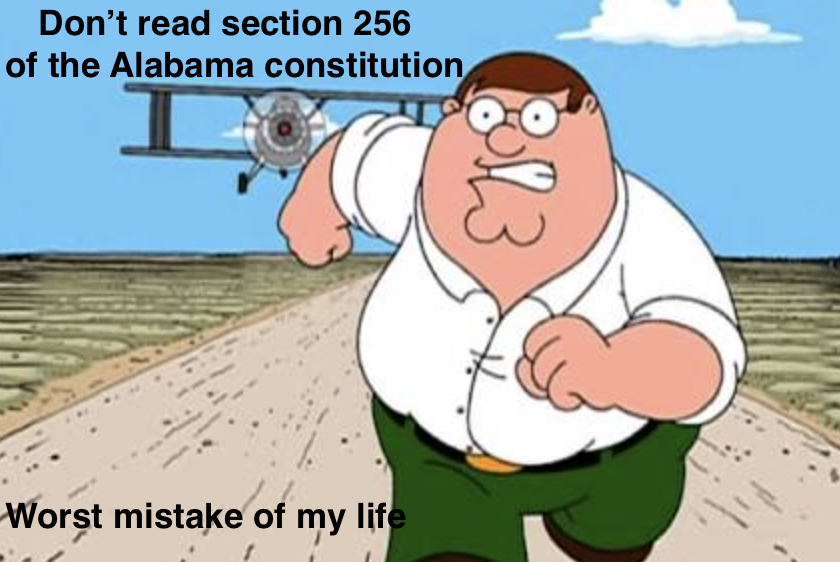 Don’t read section 256
of the Alabama constitution
Worst mistake of my life